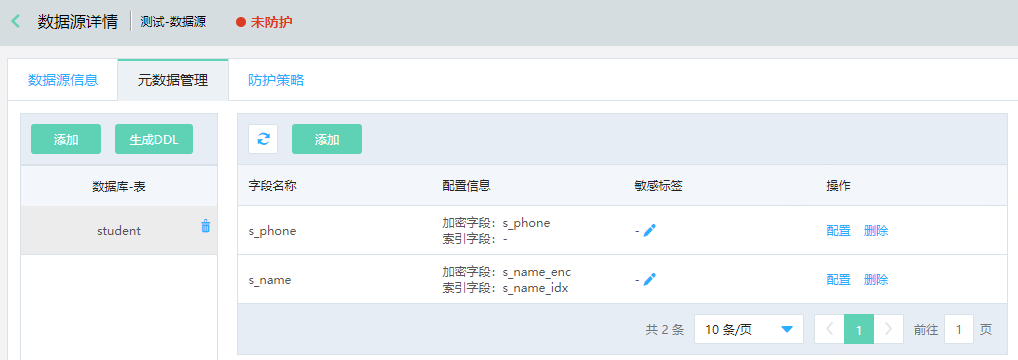 数据源详情 测试-数据源 未防护
数据源信息 元数据管理 防护策略
添加 生成DDL
添加
数据库-表
student
字段名称 配置信息 敏感标签 操作
s_phone 加密字段：s_phone - 配置 删除
索引字段：-
s_name 加密字段：s_name_enc - 配置 删除
索引字段：s_name_idx
共 2 条 10 条/页 1 前往 1 页